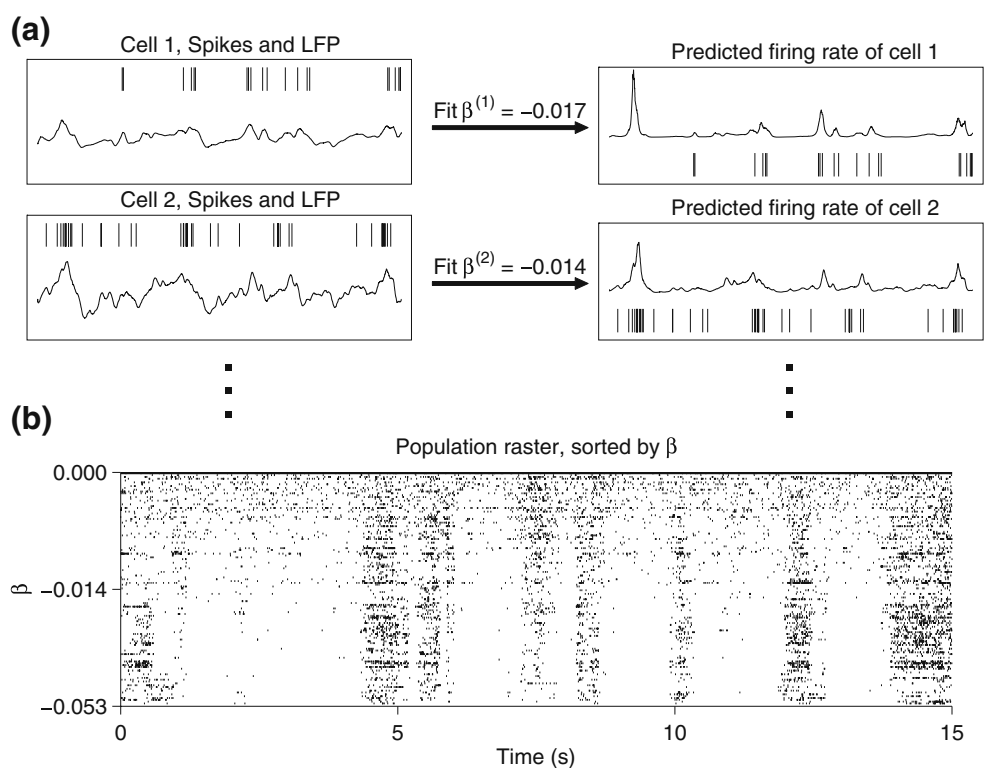 (a)
Cell 1, Spikes and LFP
Predicted firing rate of cell 1
Fit β(1) = −0.017
Cell 2, Spikes and LFP
Predicted firing rate of cell 2
Fit β(2) = −0.014
(b)
Population raster, sorted by β
0.000
−0.014
−0.053
β
0 5 10 15
Time (s)